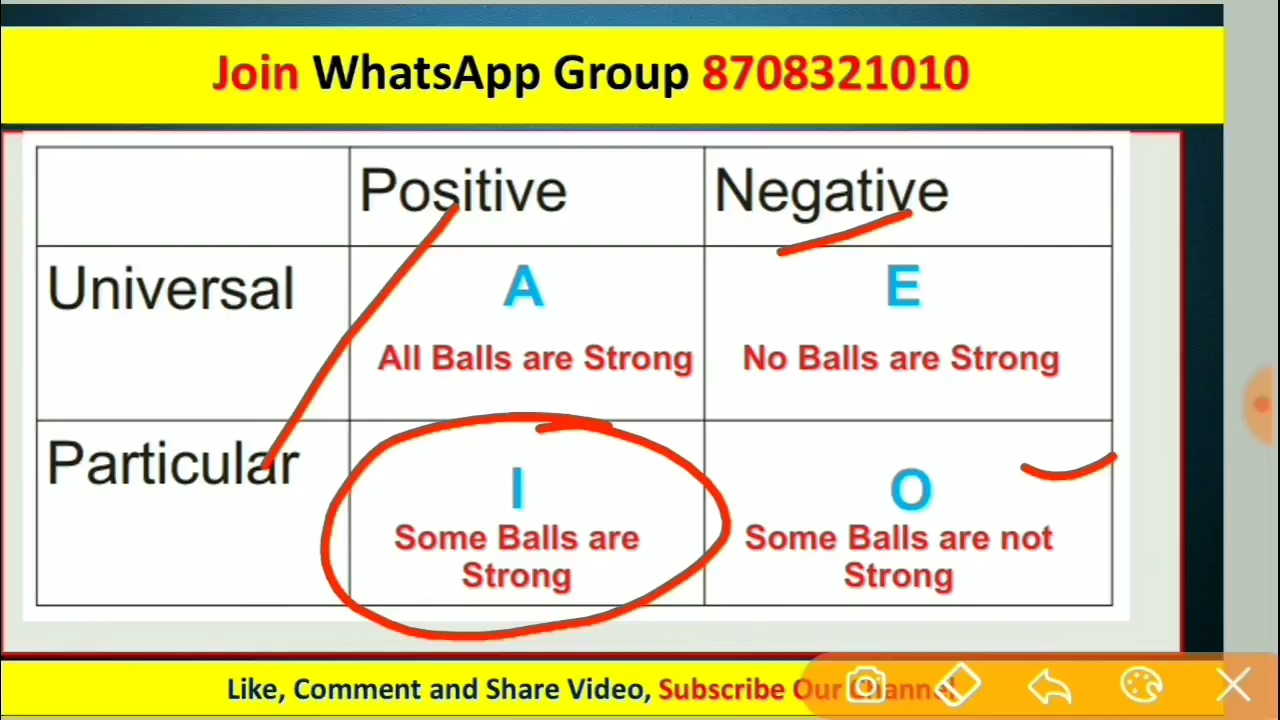 Join WhatsApp Group 8708321010
Positive Negative
Universal A E
All Balls are Strong No Balls are Strong
Particular
I O
Some Balls are Some Balls are not
Strong Strong
Like, Comment and Share Video, Subscribe Our Channel